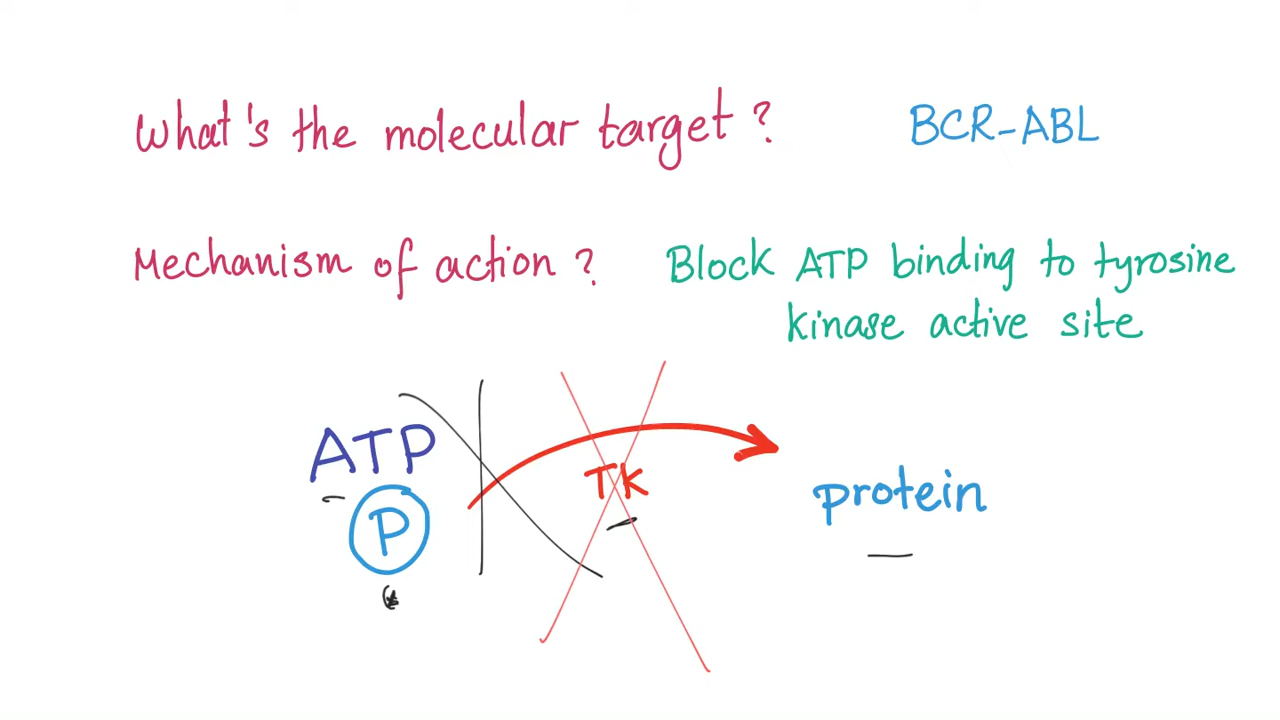 What's the molecular target?
BCR-ABL
Mechanism of action?
Block ATP binding to tyrosine
kinase active site
ATP
P
TK
protein